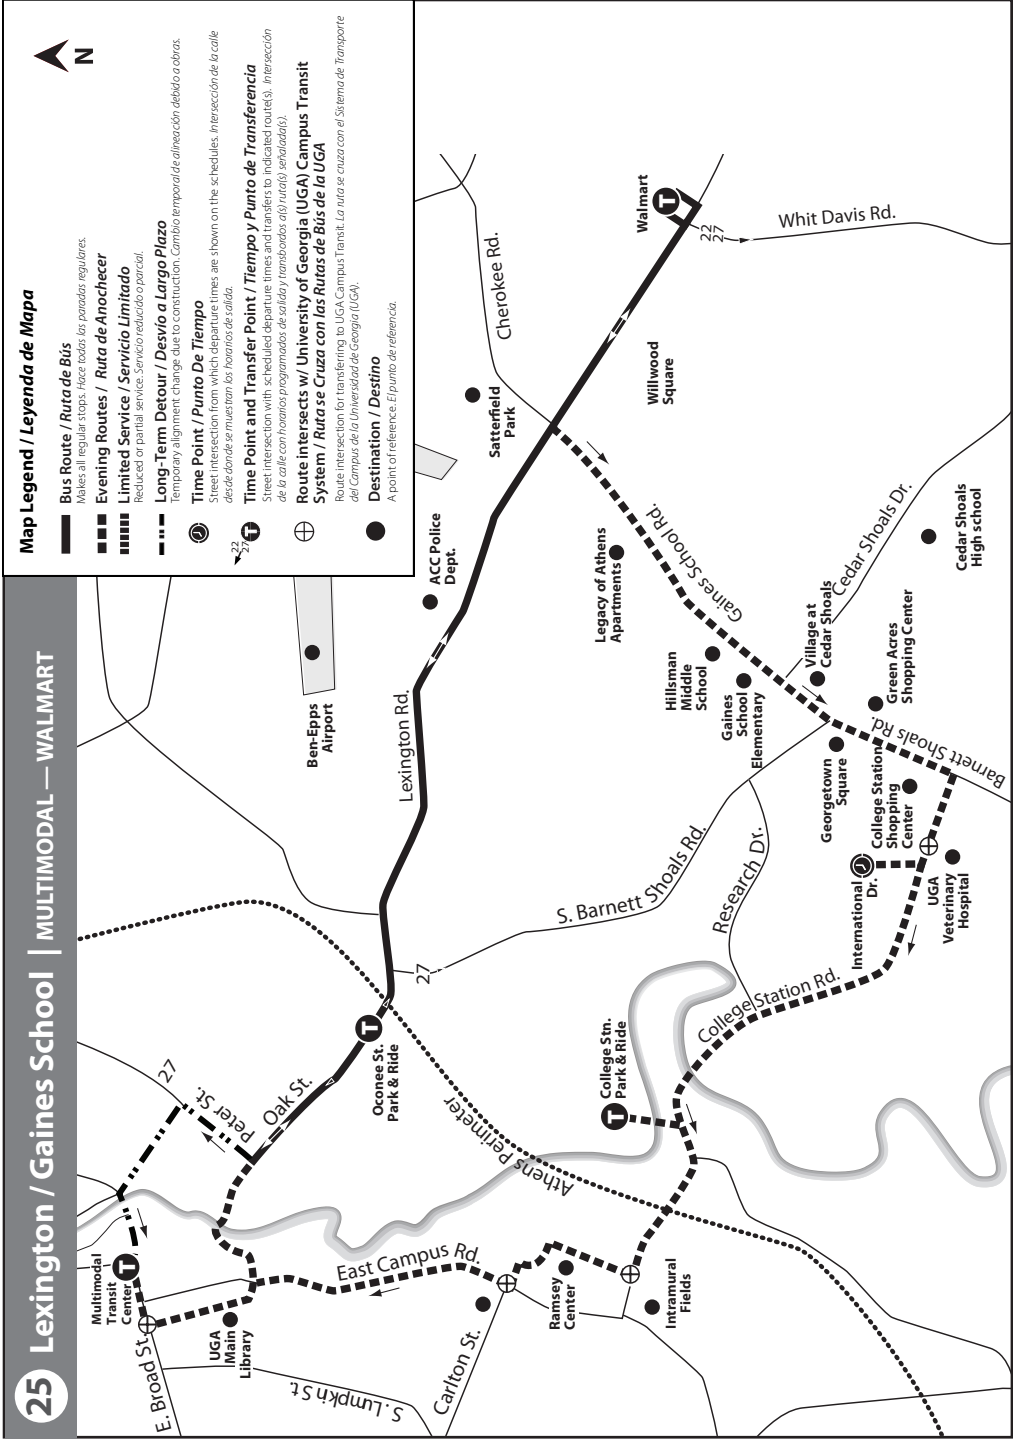 25 Lexington / Gaines School | MULTIMODAL — WALMART
Map Legend / Leyenda de Mapa
N
Bus Route / Ruta de Bús
Makes all regular stops. Hace todas las paradas regulares.
Evening Routes / Ruta de Anochecer
Limited Service / Servicio Limitado
Reduced or partial service. Servicio reducido o parcial.
Long-Term Detour / Desvío a Largo Plazo
Temporary alignment change due to construction. Cambio temporal de alineación debido a obras.
Time Point / Punto De Tiempo
Street intersection from which departure times are shown on the schedules. Intersección de la calle
desde donde se muestran los horarios de salida.
22
27
T
Time Point and Transfer Point / Tiempo y Punto de Transferencia
Street intersection with scheduled departure times and transfers to indicated route(s). Intersección
de la calle con horarios programados de salida y transbordos a(s) ruta(s) señalada(s).
Route intersects w/ University of Georgia (UGA) Campus Transit
System / Ruta se Cruza con las Rutas de Bús de la UGA
Route intersection for transferring to UGA Campus Transit. La ruta se cruza con el Sistema de Transporte
del Campus de la Universidad de Georgia (UGA).
Destination / Destino
A point of reference. El punto de referencia.
Multimodal
Transit
Center
T
E. Broad St.
UGA
Main
Library
S. Lumpkin St.
Carlton St.
East Campus Rd.
Ramsey
Center
Intramural
Fields
27
Peter St.
Oak St.
T
Oconee St.
Park & Ride
Athens Perimeter
College Stn.
Park & Ride
T
27
S. Barnett Shoals Rd.
Research Dr.
College Station Rd.
International
Dr.
UGA
Veterinary
Hospital
College Station
Shopping
Center
Georgetown
Square
Barnett Shoals Rd.
Green Acres
Shopping Center
Village at
Cedar Shoals
Cedar Shoals Dr.
Cedar Shoals
High school
Gaines
School
Elementary
Hillsman
Middle
School
Legacy of Athens
Apartments
Gaines School Rd.
Lexington Rd.
Ben-Epps
Airport
ACC Police
Dept.
Satterfield
Park
Cherokee Rd.
Willwood
Square
Walmart
T
22
27
Whit Davis Rd.